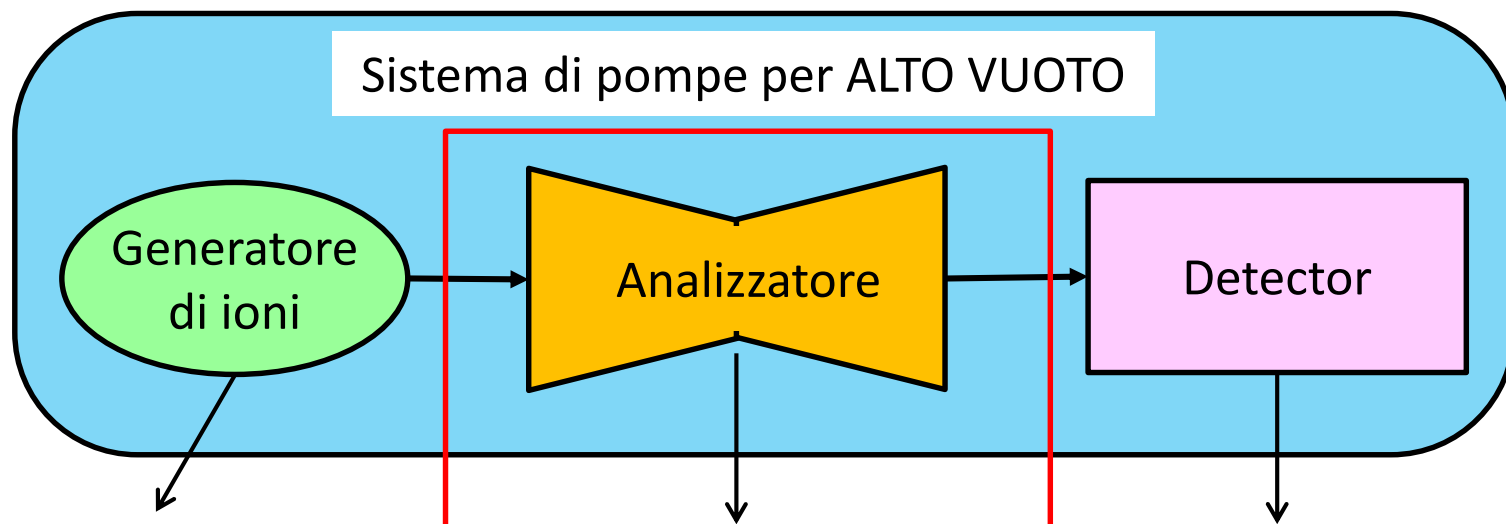 Sistema di pompe per ALTO VUOTO
Generatore
di ioni
Analizzatore
Detector